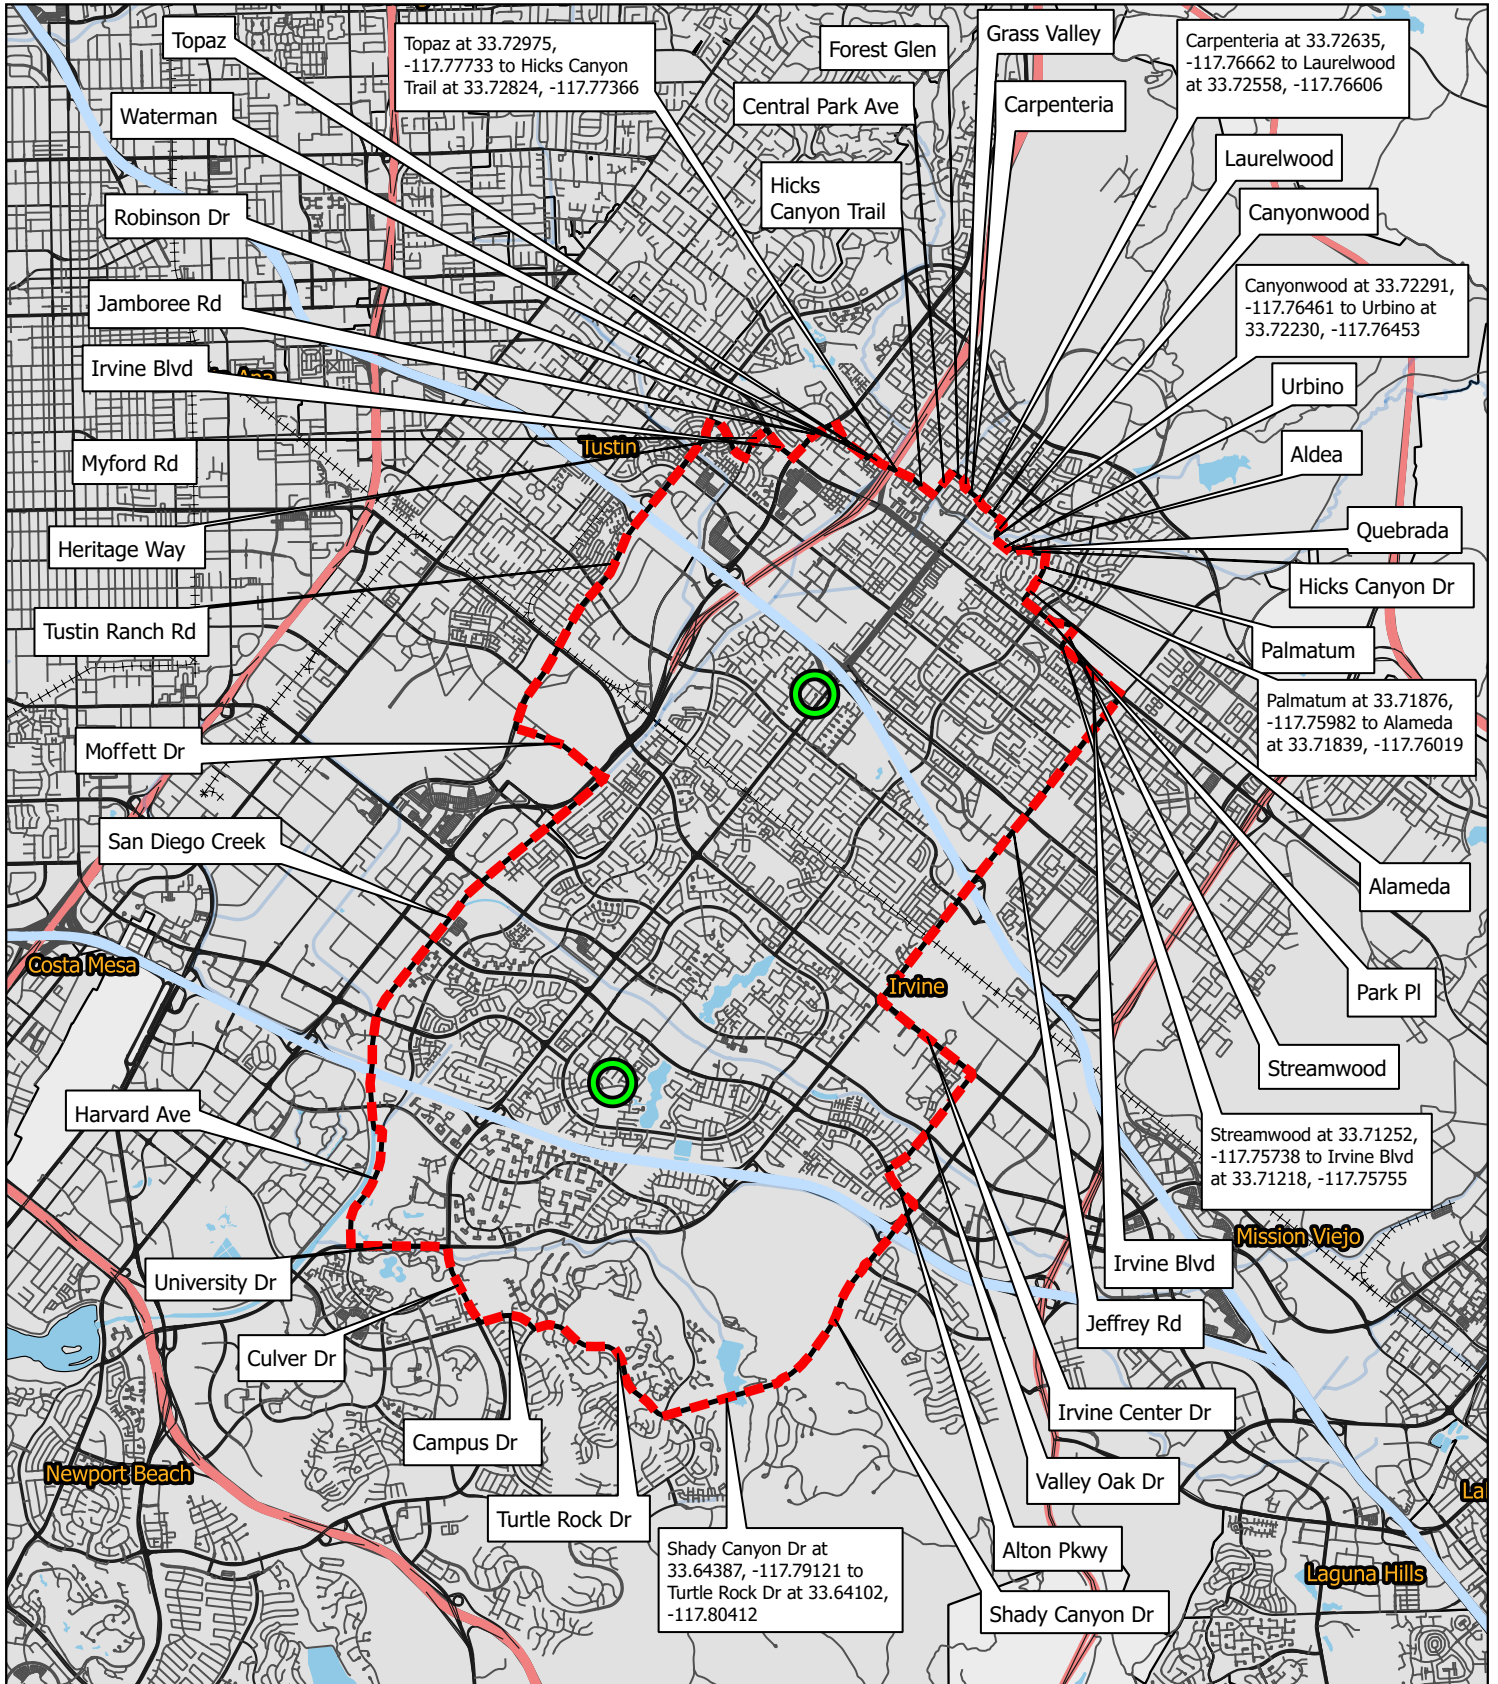 Topaz
Topaz at 33.72975,
-117.77733 to Hicks Canyon
Trail at 33.72824, -117.77366
Forest Glen
Grass Valley
Carpenteria at 33.72635,
-117.76662 to Laurelwood
at 33.72558, -117.76606
Waterman
Central Park Ave
Carpenteria
Laurelwood
Hicks
Canyon Trail
Robinson Dr
Canyonwood
Jamboree Rd
Canyonwood at 33.72291,
-117.76461 to Urbino at
33.72230, -117.76453
Irvine Blvd
Ana
Urbino
Myford Rd
Tustin
Aldea
Heritage Way
Quebrada
Hicks Canyon Dr
Tustin Ranch Rd
Palmatum
Palmatum at 33.71876,
-117.75982 to Alameda
at 33.71839, -117.76019
Moffett Dr
San Diego Creek
Alameda
Costa Mesa
Irvine
Park Pl
Streamwood
Harvard Ave
Streamwood at 33.71252,
-117.75738 to Irvine Blvd
at 33.71218, -117.75755
Mission Viejo
University Dr
Irvine Blvd
Jeffrey Rd
Culver Dr
Irvine Center Dr
Campus Dr
Newport Beach
Valley Oak Dr
Turtle Rock Dr
Shady Canyon Dr at
33.64387, -117.79121 to
Turtle Rock Dr at 33.64102,
-117.80412
Alton Pkwy
Laguna Hills
Shady Canyon Dr